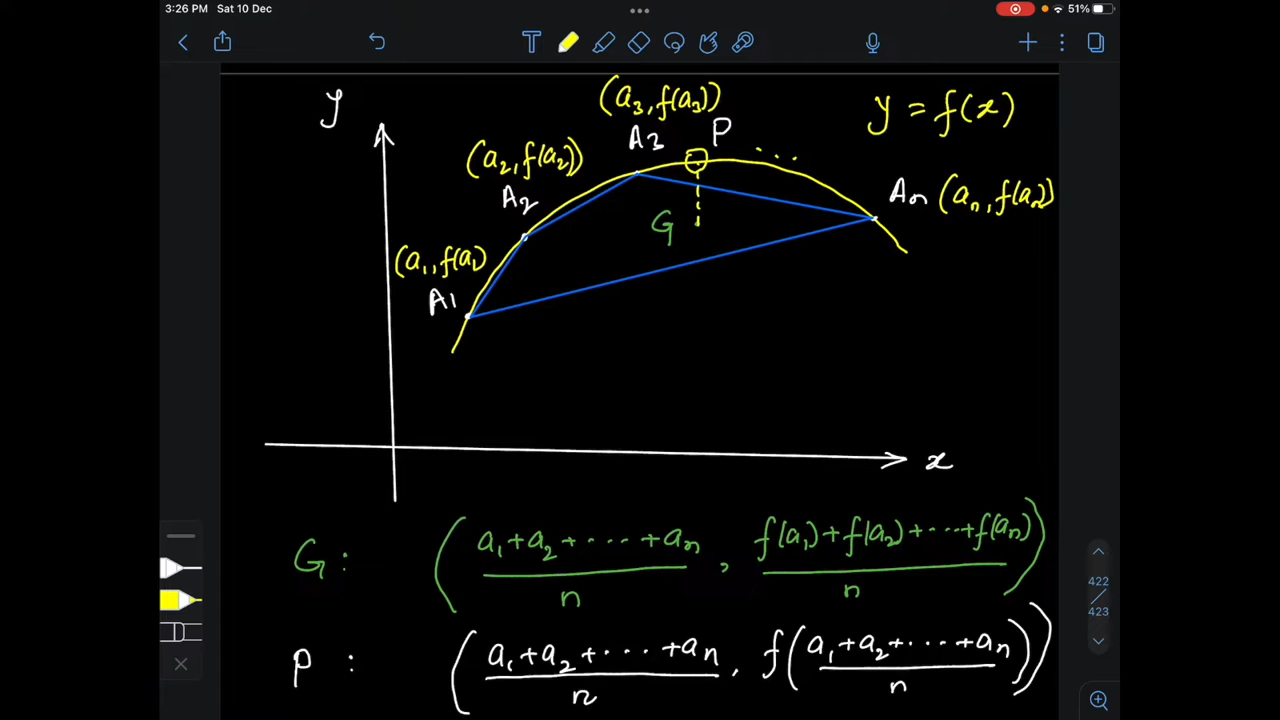 3:26 PM Sat 10 Dec
51%
y
(a₃, f(a₃))
y = f(x)
A₃
P
...
(a₂, f(a₂))
A₂
An (aₙ, f(aₙ))
G
(a₁, f(a₁)
A₁
x
G : ( a₁+a₂+....+aₙ / n , f(a₁)+f(a₂)+....+f(aₙ) / n )
422
/
423
P : ( a₁+a₂+....+aₙ / n , f( a₁+a₂+....+aₙ / n ) )